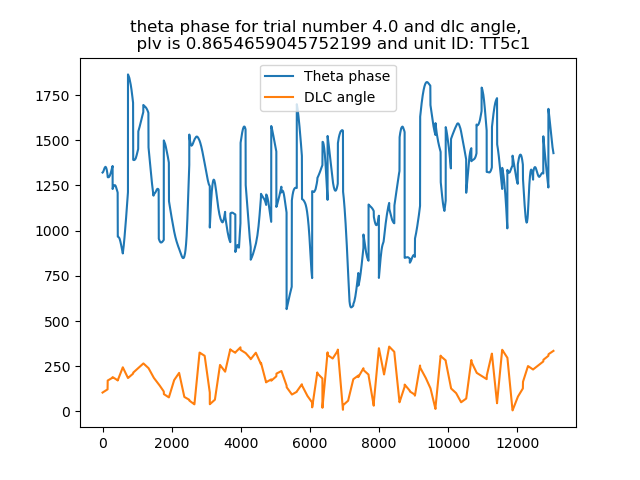 theta phase for trial number 4.0 and dlc angle,
plv is 0.8654659045752199 and unit ID: TT5c1
Theta phase
DLC angle
1750
1500
1250
1000
750
500
250
0
0 2000 4000 6000 8000 10000 12000